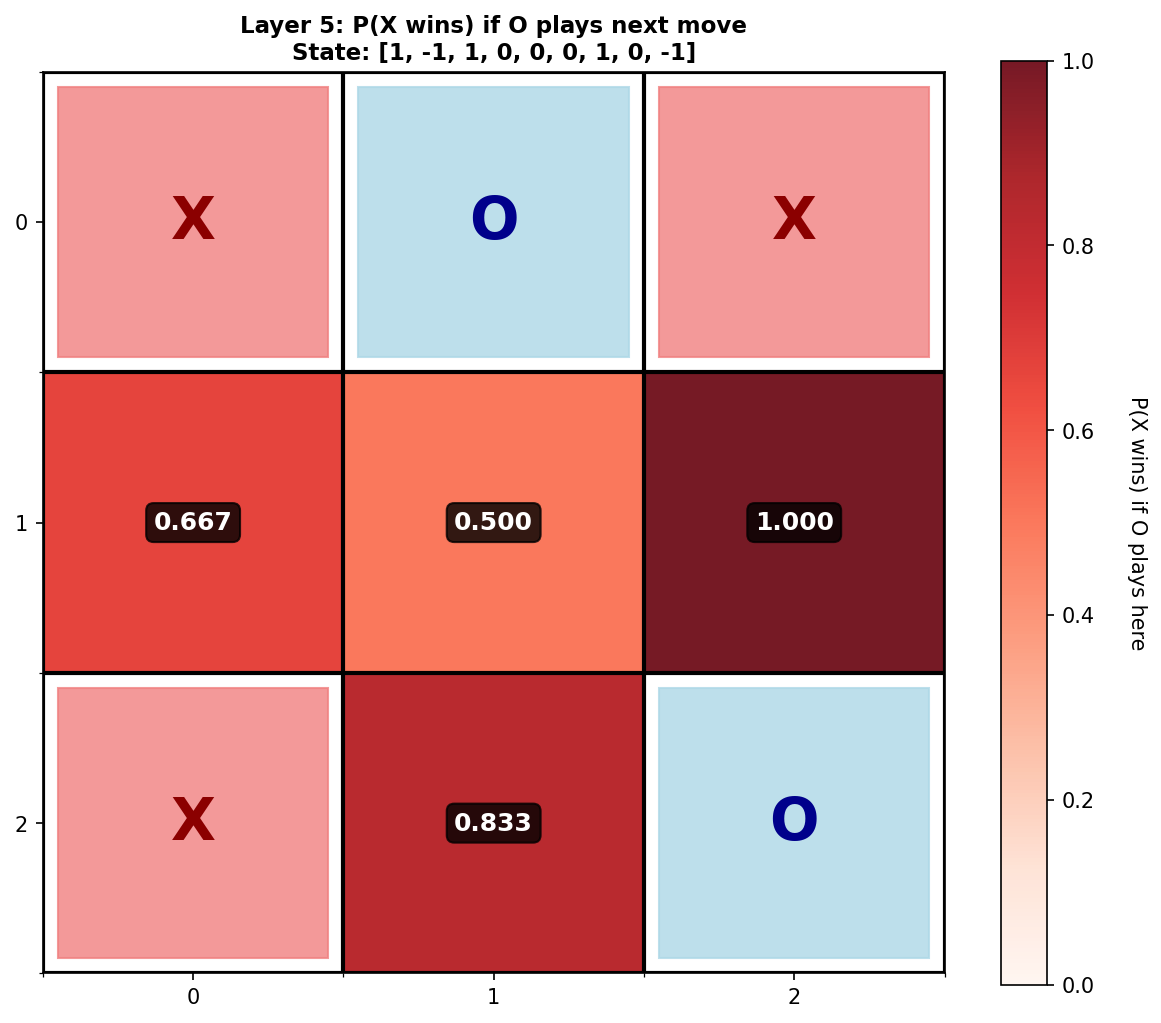 Layer 5: P(X wins) if O plays next move
State: [1, -1, 1, 0, 0, 0, 1, 0, -1]
0
X
O
X
1
0.667
0.500
1.000
2
X
0.833
O
0
1
2
1.0
0.8
0.6
0.4
0.2
0.0
P(X wins) if O plays here